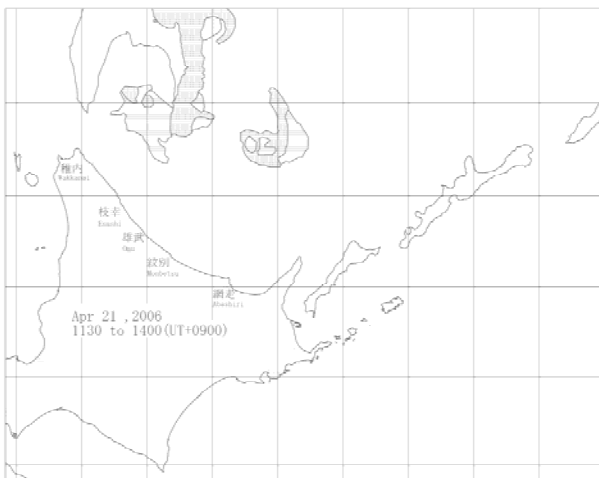 稚内
Wakkanai
枝幸
Esashi
雄武
Omu
紋別
Monbetsu
網走
Abashiri
Apr 21 ,2006
1130 to 1400(UT+0900)